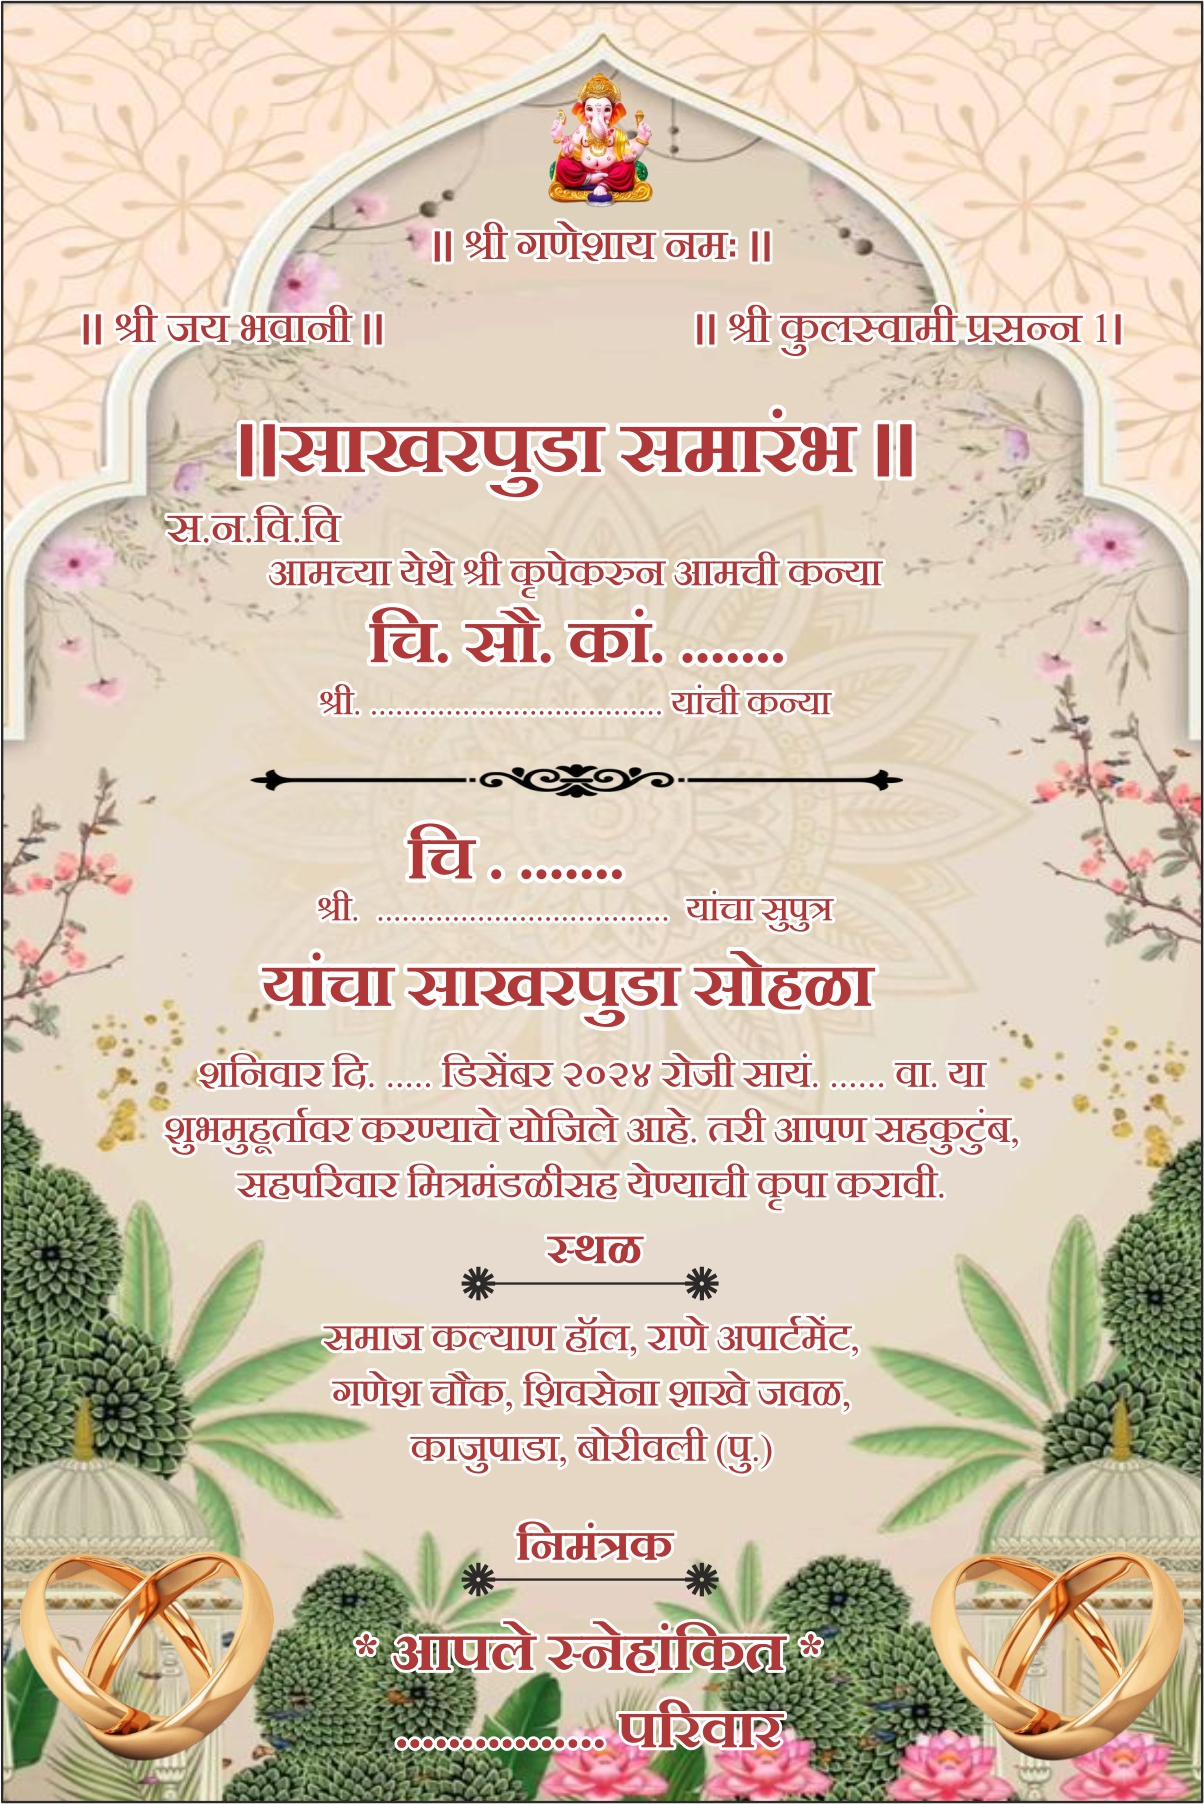 || श्री गणेशाय नमः ||
|| श्री जय भवानी ||
|| श्री कुलस्वामी प्रसन्न 1|
||साखरपुडा समारंभ ||
स.न.वि.वि
आमच्या येथे श्री कृपेकरुन आमची कन्या
चि. सौ. कां. .......
श्री. ................................... यांची कन्या
चि . .......
श्री. ................................... यांचा सुपुत्र
यांचा साखरपुडा सोहळा
शनिवार दि. ..... डिसेंबर २०२४ रोजी सायं. ...... वा. या
शुभमुहूर्तावर करण्याचे योजिले आहे. तरी आपण सहकुटुंब,
सहपरिवार मित्रमंडळीसह येण्याची कृपा करावी.
स्थळ
समाज कल्याण हॉल, राणे अपार्टमेंट,
गणेश चौक, शिवसेना शाखे जवळ,
काजुपाडा, बोरीवली (पु.)
निमंत्रक
* आपले स्नेहांकित *
................ परिवार